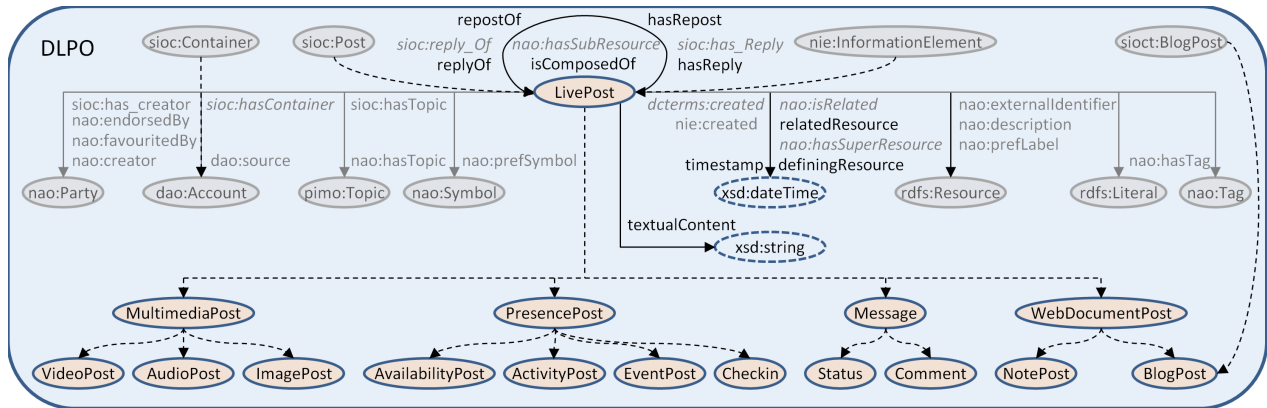 repostOf
hasRepost
DLPO
sioc:Container
sioc:Post
sioc:reply_Of
nao:hasSubResource
sioc:has_Reply
nie:InformationElement
sioct:BlogPost
replyOf
isComposedOf
hasReply
LivePost
sioc:has_creator
sioc:hasContainer
sioc:hasTopic
dcterms:created
nao:isRelated
nao:externalIdentifier
nao:endorsedBy
nie:created
relatedResource
nao:description
nao:favouritedBy
nao:hasSuperResource
nao:prefLabel
nao:creator
dao:source
nao:hasTopic
nao:prefSymbol
timestamp
definingResource
nao:hasTag
nao:Party
dao:Account
pimo:Topic
nao:Symbol
xsd:dateTime
rdfs:Resource
rdfs:Literal
nao:Tag
textualContent
xsd:string
MultimediaPost
PresencePost
Message
WebDocumentPost
VideoPost
AudioPost
ImagePost
AvailabilityPost
ActivityPost
EventPost
Checkin
Status
Comment
NotePost
BlogPost